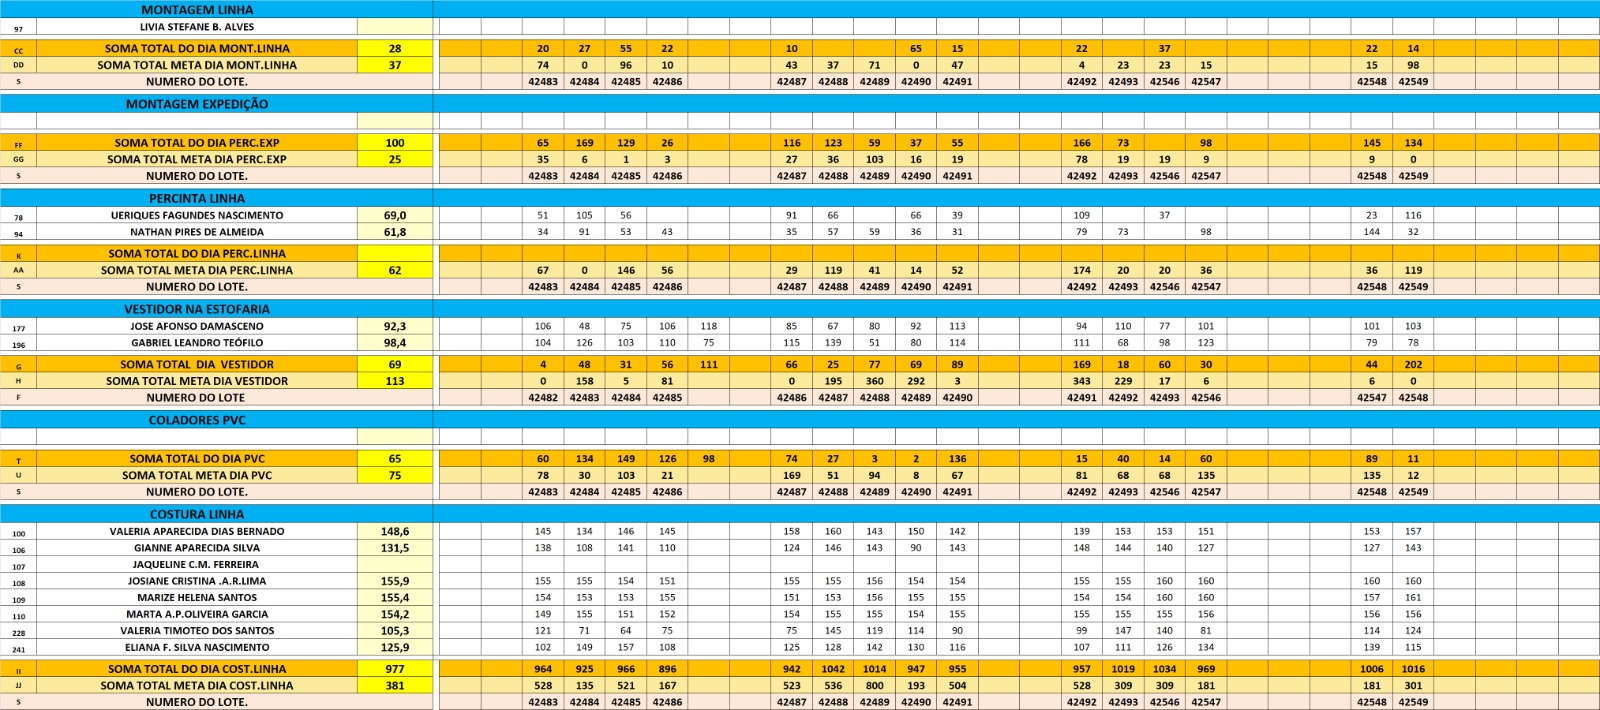 MONTAGEM LINHA
97 LIVIA STEFANE B. ALVES
CC SOMA TOTAL DO DIA MONT.LINHA 28 20 27 55 22 10 65 15 22 37 22 14
DD SOMA TOTAL META DIA MONT.LINHA 37 74 0 96 10 43 37 71 0 47 4 23 23 15 15 98
S NUMERO DO LOTE. 42483 42484 42485 42486 42487 42488 42489 42490 42491 42492 42493 42546 42547 42548 42549
MONTAGEM EXPEDIÇÃO
FF SOMA TOTAL DO DIA PERC.EXP 100 65 169 129 26 116 123 59 37 55 166 73 98 145 134
GG SOMA TOTAL META DIA PERC.EXP 25 35 6 1 3 27 36 103 16 19 78 19 19 9 9 0
S NUMERO DO LOTE. 42483 42484 42485 42486 42487 42488 42489 42490 42491 42492 42493 42546 42547 42548 42549
PERCINTA LINHA
78 UERIQUES FAGUNDES NASCIMENTO 69,0 51 105 56 91 66 66 39 109 37 23 116
94 NATHAN PIRES DE ALMEIDA 61,8 34 91 53 43 35 57 59 36 31 79 73 98 144 32
K SOMA TOTAL DO DIA PERC.LINHA
AA SOMA TOTAL META DIA PERC.LINHA 62 67 0 146 56 29 119 41 14 52 174 20 20 36 36 119
S NUMERO DO LOTE. 42483 42484 42485 42486 42487 42488 42489 42490 42491 42492 42493 42546 42547 42548 42549
VESTIDOR NA ESTOFARIA
177 JOSE AFONSO DAMASCENO 92,3 106 48 75 106 118 85 67 80 92 113 94 110 77 101 101 103
196 GABRIEL LEANDRO TEÓFILO 98,4 104 126 103 110 75 115 139 51 80 114 111 68 98 123 79 78
G SOMA TOTAL DIA VESTIDOR 69 4 48 31 56 111 66 25 77 69 89 169 18 60 30 44 202
H SOMA TOTAL META DIA VESTIDOR 113 0 158 5 81 0 195 360 292 3 343 229 17 6 6 0
F NUMERO DO LOTE 42482 42483 42484 42485 42486 42487 42488 42489 42490 42491 42492 42493 42546 42547 42548
COLADORES PVC
T SOMA TOTAL DO DIA PVC 65 60 134 149 126 98 74 27 3 2 136 15 40 14 60 89 11
U SOMA TOTAL META DIA PVC 75 78 30 103 21 169 51 94 8 67 81 68 68 135 135 12
S NUMERO DO LOTE. 42483 42484 42485 42486 42487 42488 42489 42490 42491 42492 42493 42546 42547 42548 42549
COSTURA LINHA
100 VALERIA APARECIDA DIAS BERNADO 148,6 145 134 146 145 158 160 143 150 142 139 153 153 151 153 157
106 GIANNE APARECIDA SILVA 131,5 138 108 141 110 124 146 143 90 143 148 144 140 127 127 143
107 JAQUELINE C.M. FERREIRA
108 JOSIANE CRISTINA .A.R.LIMA 155,9 155 155 154 151 155 155 156 154 154 155 155 160 160 160 160
109 MARIZE HELENA SANTOS 155,4 154 153 153 155 151 153 156 155 155 154 154 160 160 157 161
110 MARTA A.P.OLIVEIRA GARCIA 154,2 149 155 151 152 154 155 155 154 155 155 155 155 156 156 156
228 VALERIA TIMOTEO DOS SANTOS 105,3 121 71 64 75 75 145 119 114 90 99 147 140 81 114 124
241 ELIANA F. SILVA NASCIMENTO 125,9 102 149 157 108 125 128 142 130 116 107 111 126 134 139 115
II SOMA TOTAL DO DIA COST.LINHA 977 964 925 966 896 942 1042 1014 947 955 957 1019 1034 969 1006 1016
JJ SOMA TOTAL META DIA COST.LINHA 381 528 135 521 167 523 536 800 193 504 528 309 309 181 181 301
S NUMERO DO LOTE. 42483 42484 42485 42486 42487 42488 42489 42490 42491 42492 42493 42546 42547 42548 42549